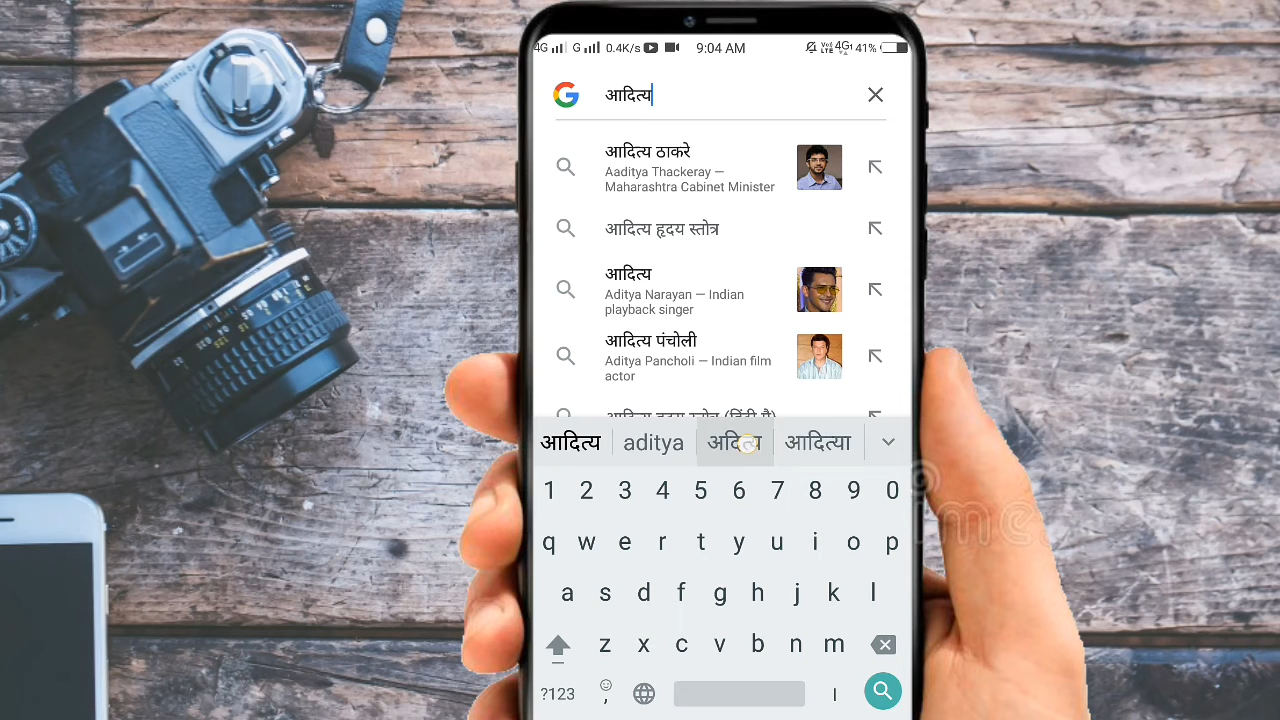 4G G 0.4K/s 9:04 AM 4G 41%
आदित्य
आदित्य ठाकरे
Aaditya Thackeray —
Maharashtra Cabinet Minister
आदित्य हृदय स्तोत्र
आदित्य
Aditya Narayan — Indian
playback singer
आदित्य पंचोली
Aditya Pancholi — Indian film
actor
आदित्य aditya आदित्या
1 2 3 4 5 6 7 8 9 0
q w e r t y u i o p
a s d f g h j k l
z x c v b n m
?123 , |